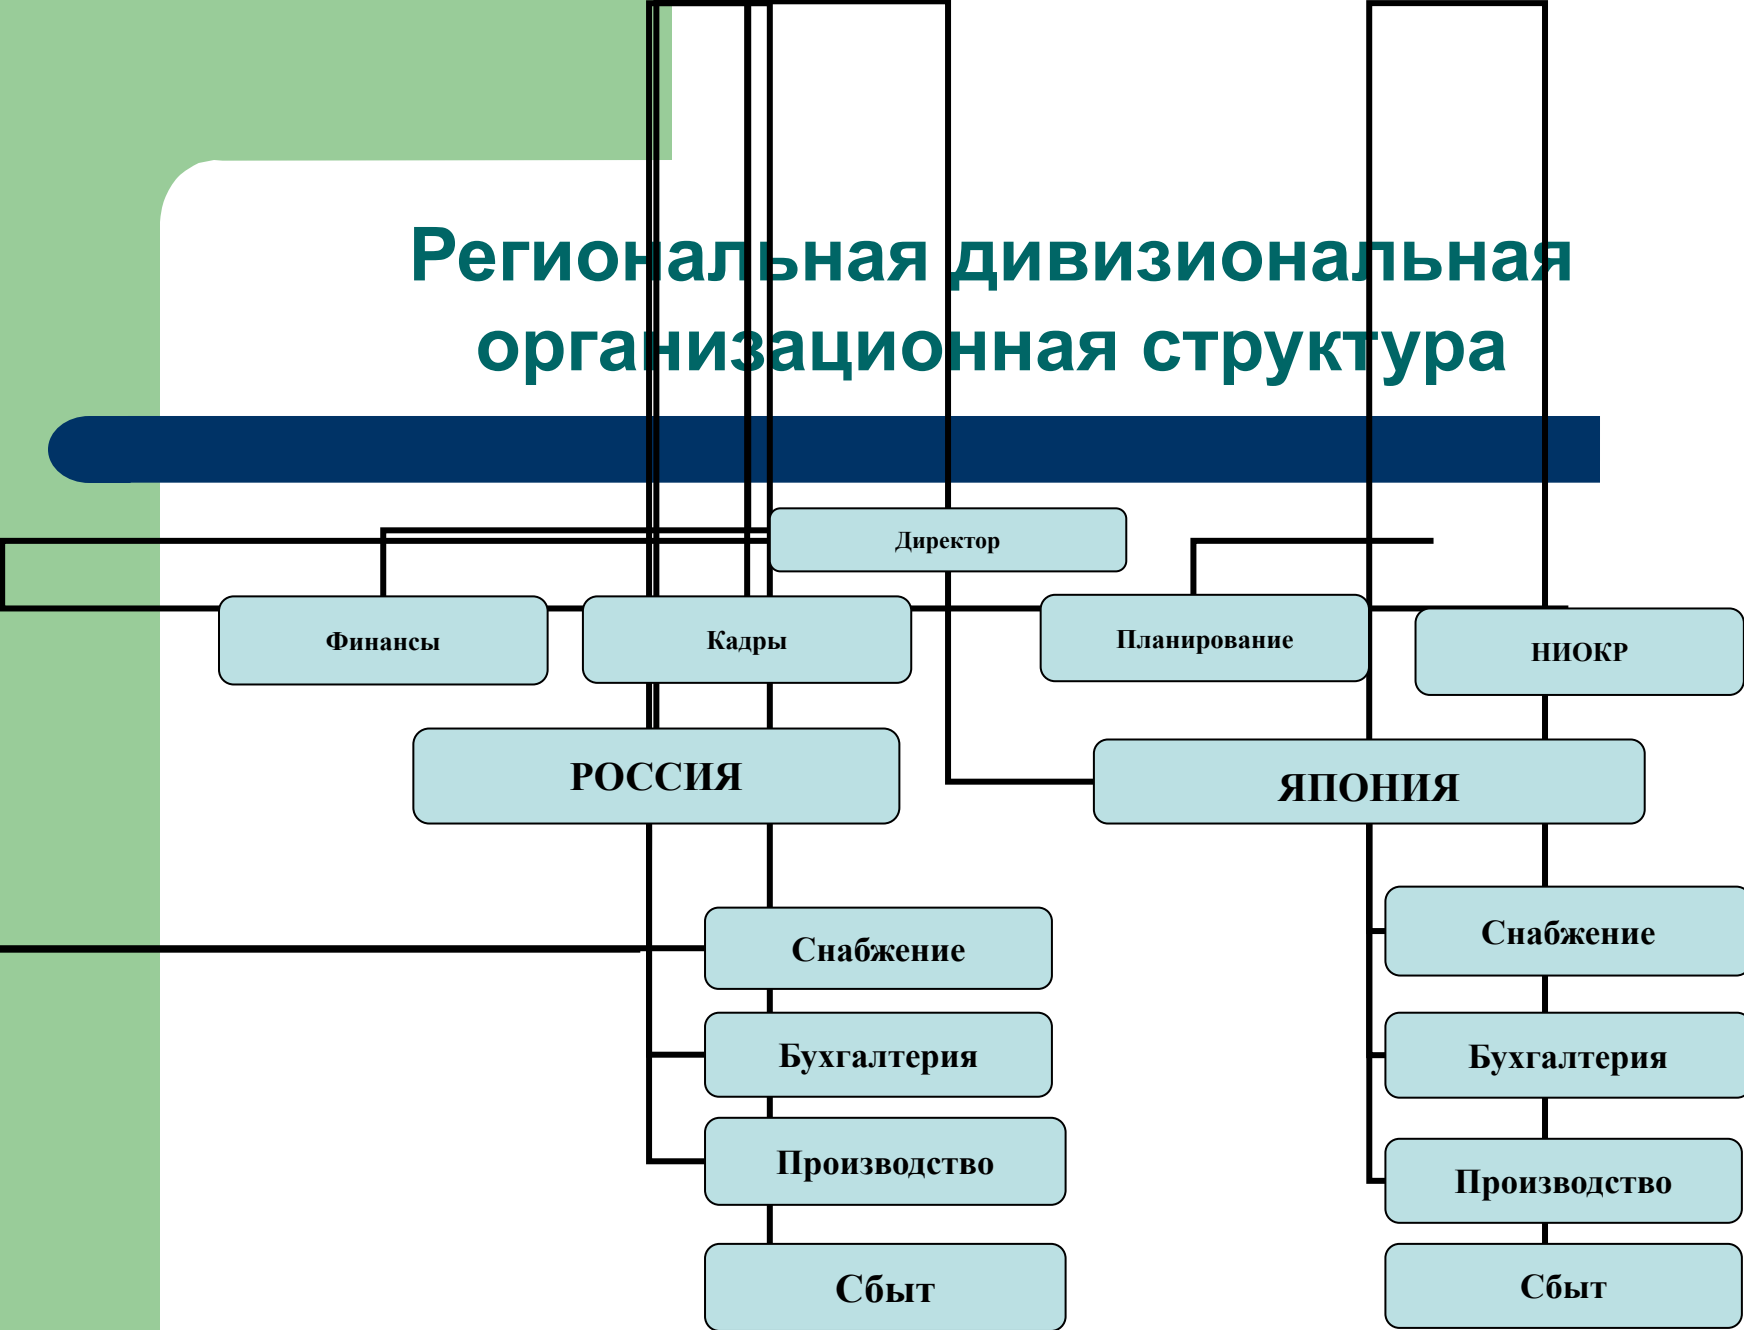 Региональная дивизиональная
организационная структура
Директор
Финансы
Кадры
Планирование
НИОКР
РОССИЯ
ЯПОНИЯ
Снабжение
Бухгалтерия
Производство
Сбыт
Снабжение
Бухгалтерия
Производство
Сбыт